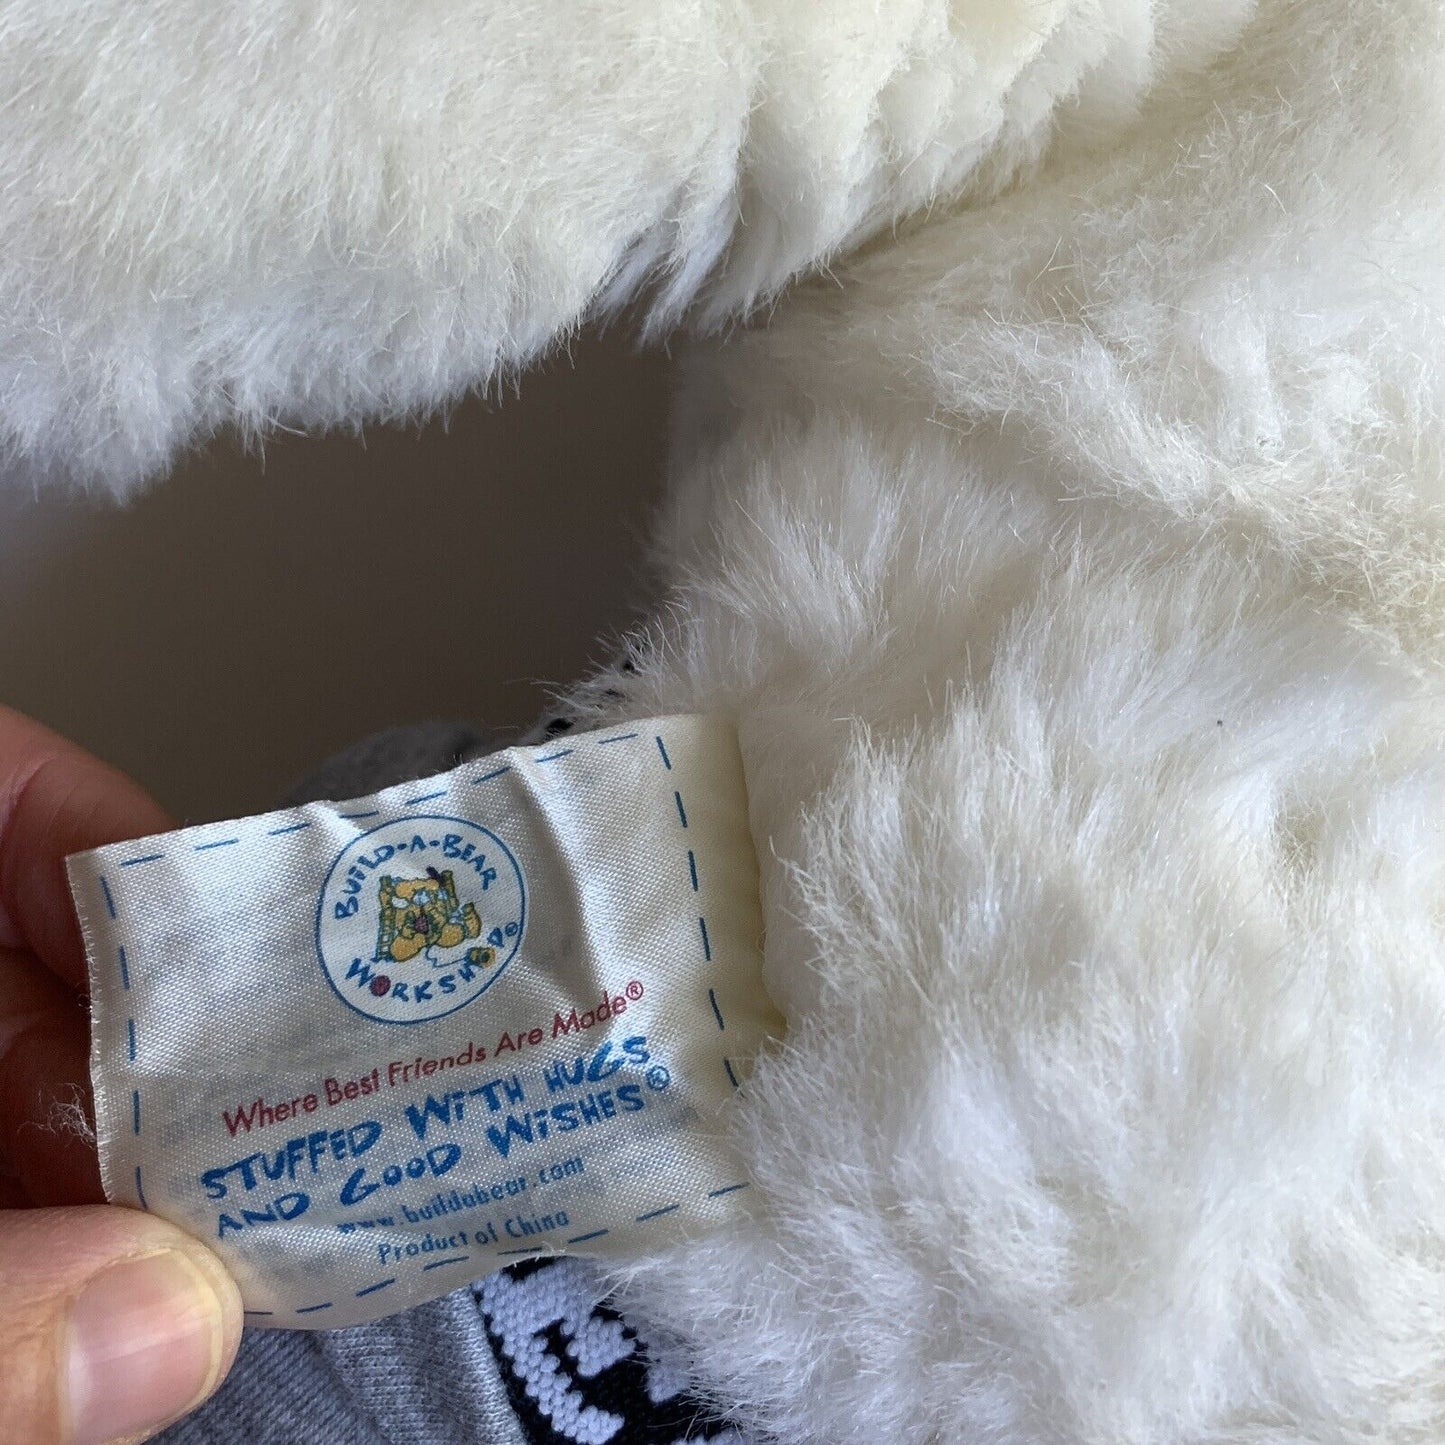 BUILD-A-BEAR
WORKSHOP®
Where Best Friends Are Made®
STUFFED WITH HUGS
AND GOOD WISHES®
www.buildabear.com
Product of China